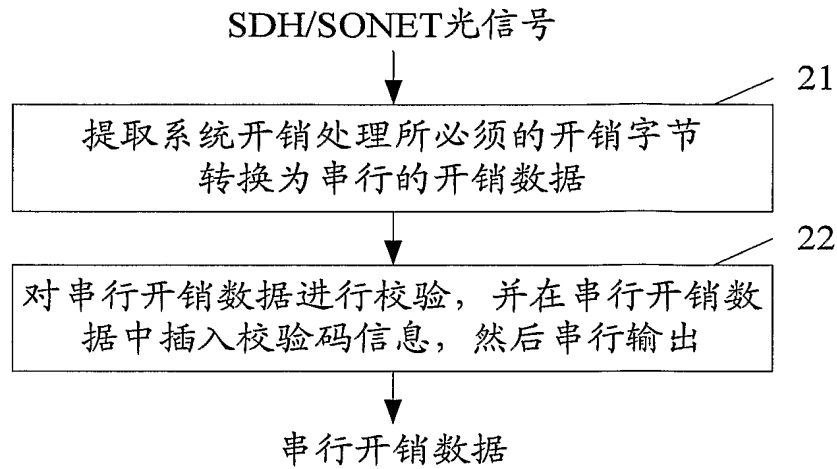 SDH/SONET光信号
21
提取系统开销处理所必须的开销字节
转换为串行的开销数据
22
对串行开销数据进行校验，并在串行开销数
据中插入校验码信息，然后串行输出
串行开销数据